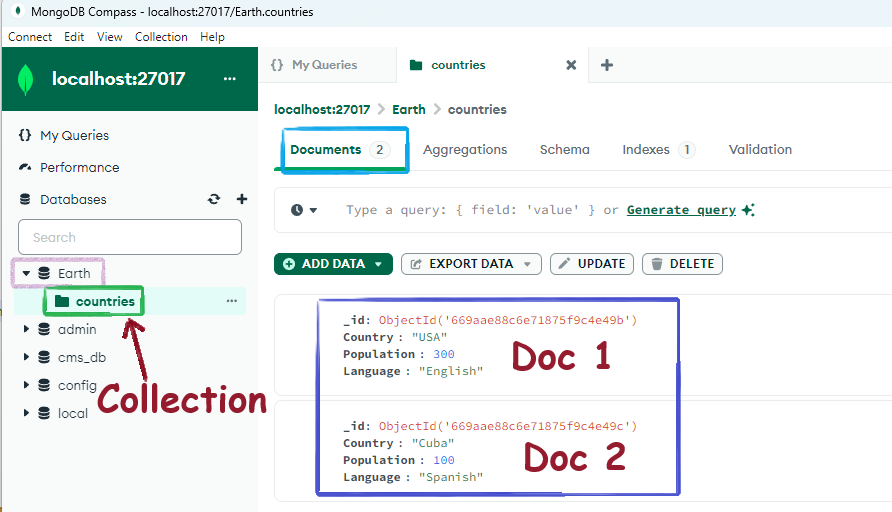 MongoDB Compass - localhost:27017/Earth.countries
Connect Edit View Collection Help
localhost:27017 ...
{} My Queries
countries
localhost:27017 > Earth > countries
{} My Queries
Performance
Databases
Search
Earth
countries ...
admin
cms_db
config
local
Collection
Documents 2 Aggregations Schema Indexes 1 Validation
Type a query: { field: 'value' } or Generate query
ADD DATA EXPORT DATA UPDATE DELETE
_id: ObjectId('669aae88c6e71875f9c4e49b')
Country : "USA"
Population : 300
Language : "English"
Doc 1
_id: ObjectId('669aae88c6e71875f9c4e49c')
Country : "Cuba"
Population : 100
Language : "Spanish"
Doc 2